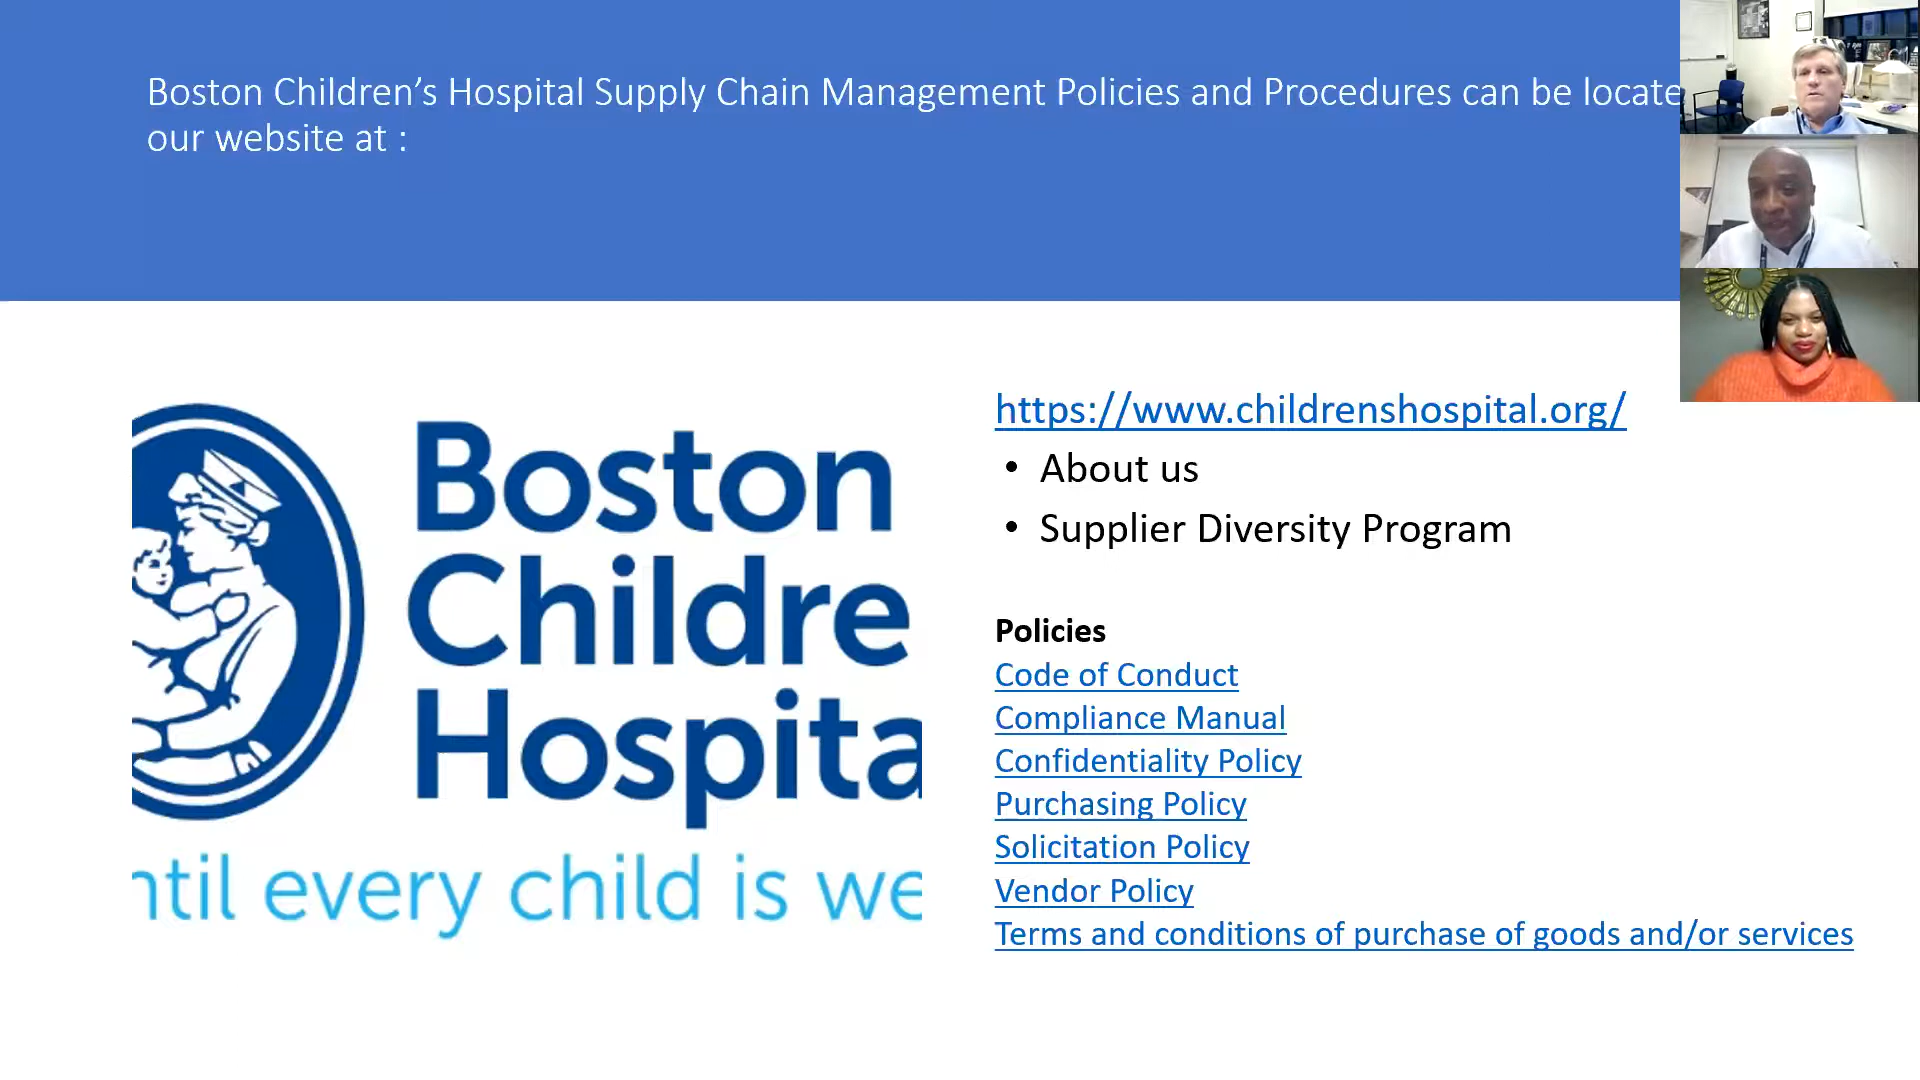 Boston Children’s Hospital Supply Chain Management Policies and Procedures can be locate
our website at :
Boston
Childre
Hospita
ntil every child is we
https://www.childrenshospital.org/
• About us
• Supplier Diversity Program
Policies
Code of Conduct
Compliance Manual
Confidentiality Policy
Purchasing Policy
Solicitation Policy
Vendor Policy
Terms and conditions of purchase of goods and/or services